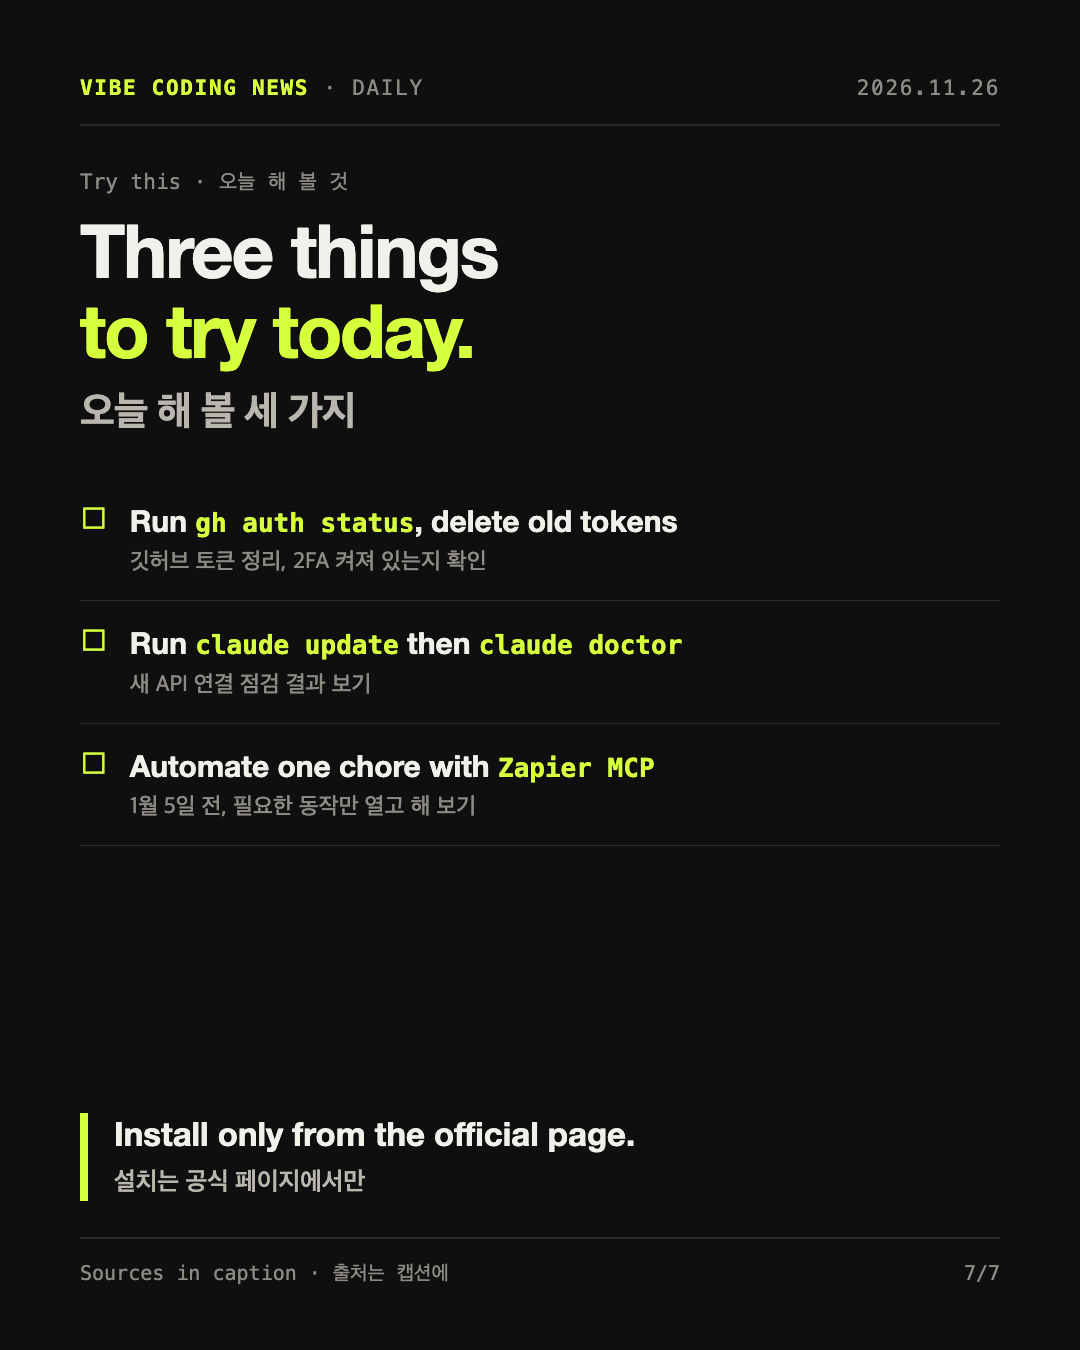 VIBE CODING NEWS · DAILY
2026.11.26
Try this · 오늘 해 볼 것
Three things
to try today.
오늘 해 볼 세 가지
Run gh auth status, delete old tokens
깃허브 토큰 정리, 2FA 켜져 있는지 확인
Run claude update then claude doctor
새 API 연결 점검 결과 보기
Automate one chore with Zapier MCP
1월 5일 전, 필요한 동작만 열고 해 보기
Install only from the official page.
설치는 공식 페이지에서만
Sources in caption · 출처는 캡션에
7/7